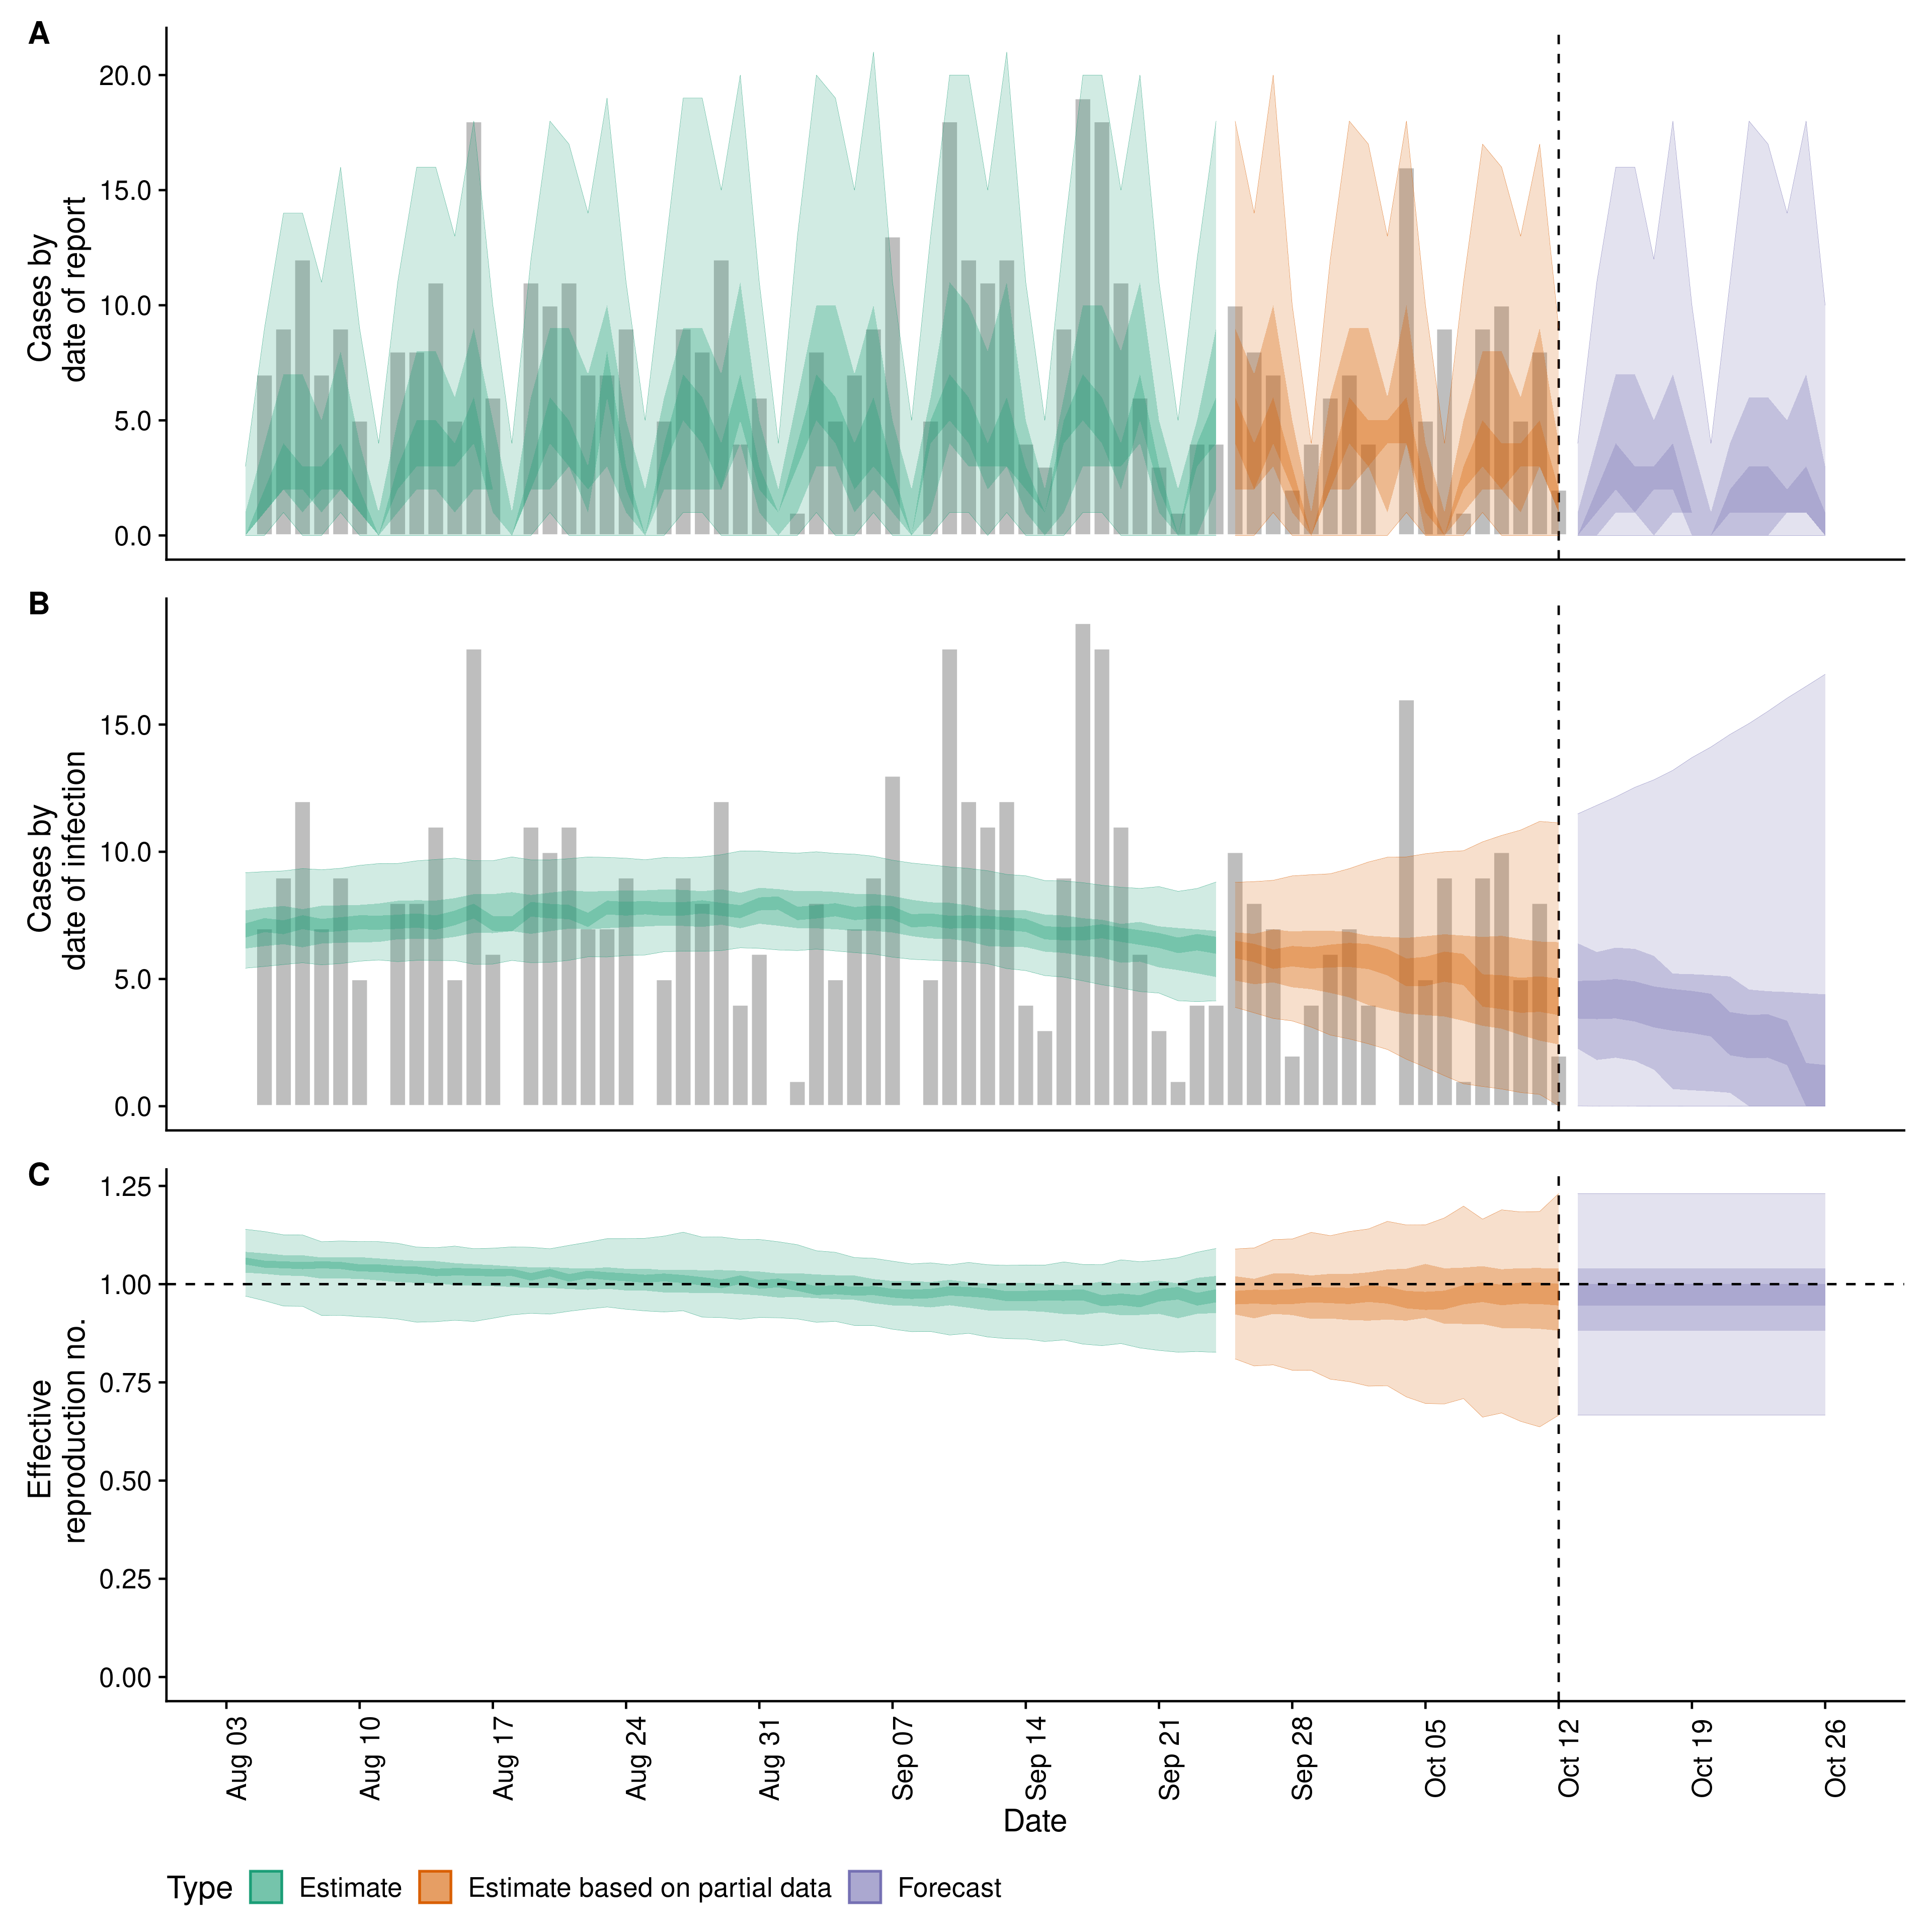 A
20.0
15.0
10.0
5.0
0.0
Cases by
date of report
B
15.0
10.0
5.0
0.0
Cases by
date of infection
C
1.25
1.00
0.75
0.50
0.25
0.00
Effective
reproduction no.
Aug 03
Aug 10
Aug 17
Aug 24
Aug 31
Sep 07
Sep 14
Sep 21
Sep 28
Oct 05
Oct 12
Oct 19
Oct 26
Date
Type Estimate Estimate based on partial data Forecast